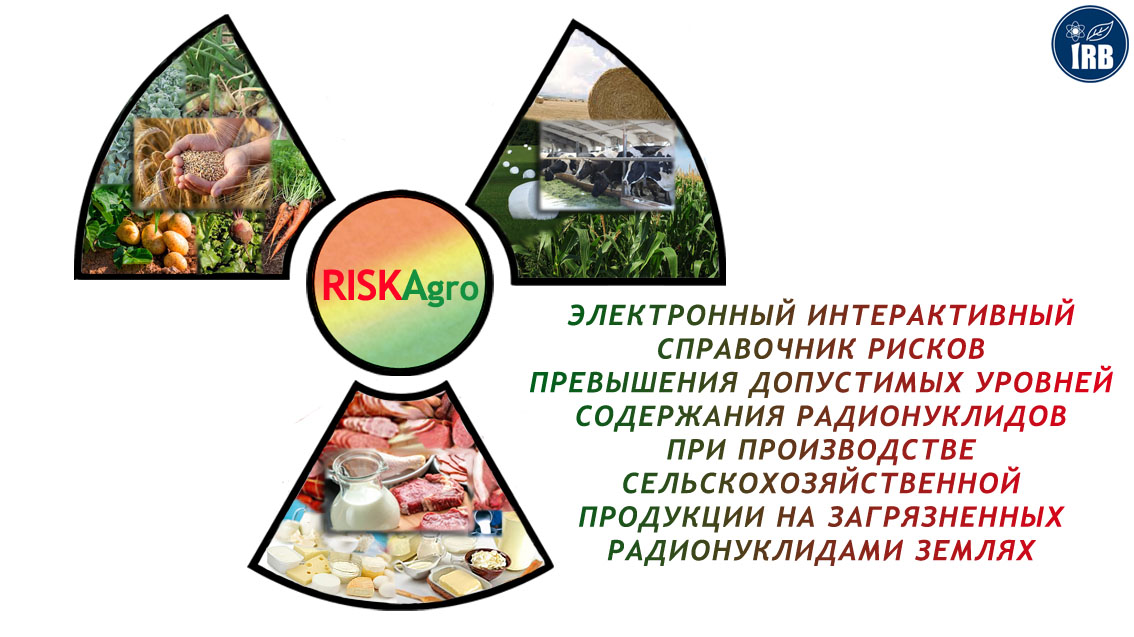 IRB
RISKAgro
ЭЛЕКТРОННЫЙ ИНТЕРАКТИВНЫЙ
СПРАВОЧНИК РИСКОВ
ПРЕВЫШЕНИЯ ДОПУСТИМЫХ УРОВНЕЙ
СОДЕРЖАНИЯ РАДИОНУКЛИДОВ
ПРИ ПРОИЗВОДСТВЕ
СЕЛЬСКОХОЗЯЙСТВЕННОЙ
ПРОДУКЦИИ НА ЗАГРЯЗНЕННЫХ
РАДИОНУКЛИДАМИ ЗЕМЛЯХ